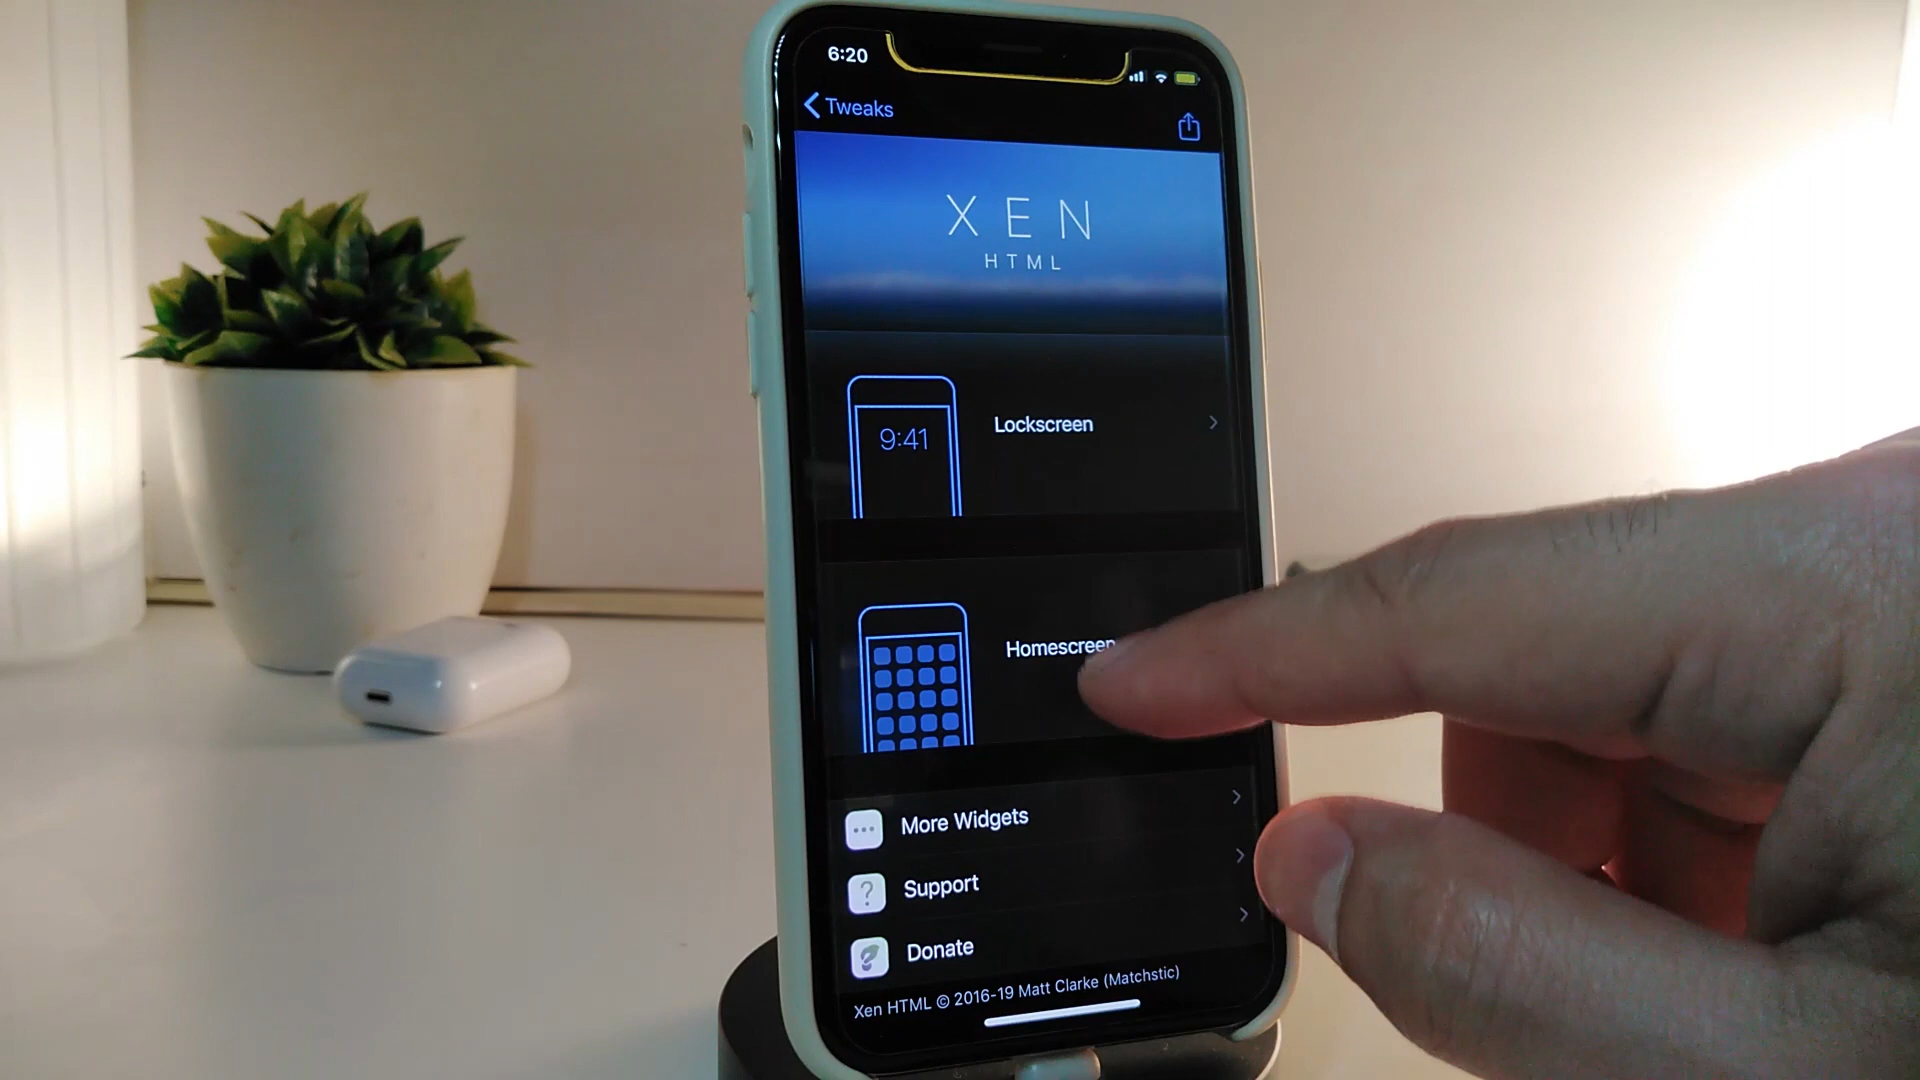 6:20
Tweaks
XEN
HTML
9:41
Lockscreen
Homescreen
More Widgets
Support
Donate
Xen HTML © 2016-19 Matt Clarke (Matchstic)